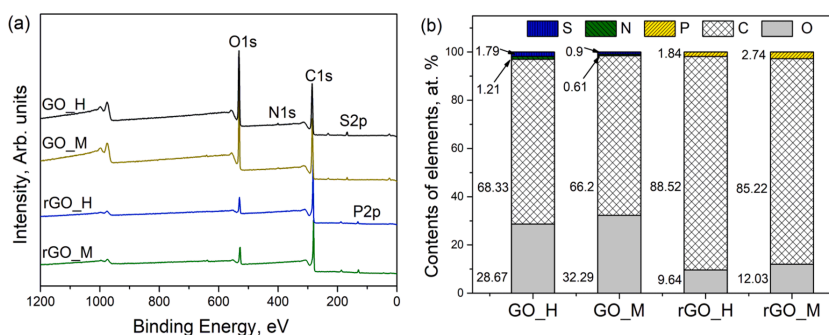 (a)
O1s
C1s
N1s
S2p
P2p
GO_H
GO_M
rGO_H
rGO_M
Intensity, Arb. units
1200 1000 800 600 400 200 0
Binding Energy, eV
(b)
S N P C O
Contents of elements, at. %
100
80
60
40
20
0
1.79 0.9 1.84 2.74
1.21 0.61
68.33 66.2 88.52 85.22
28.67 32.29 9.64 12.03
GO_H GO_M rGO_H rGO_M